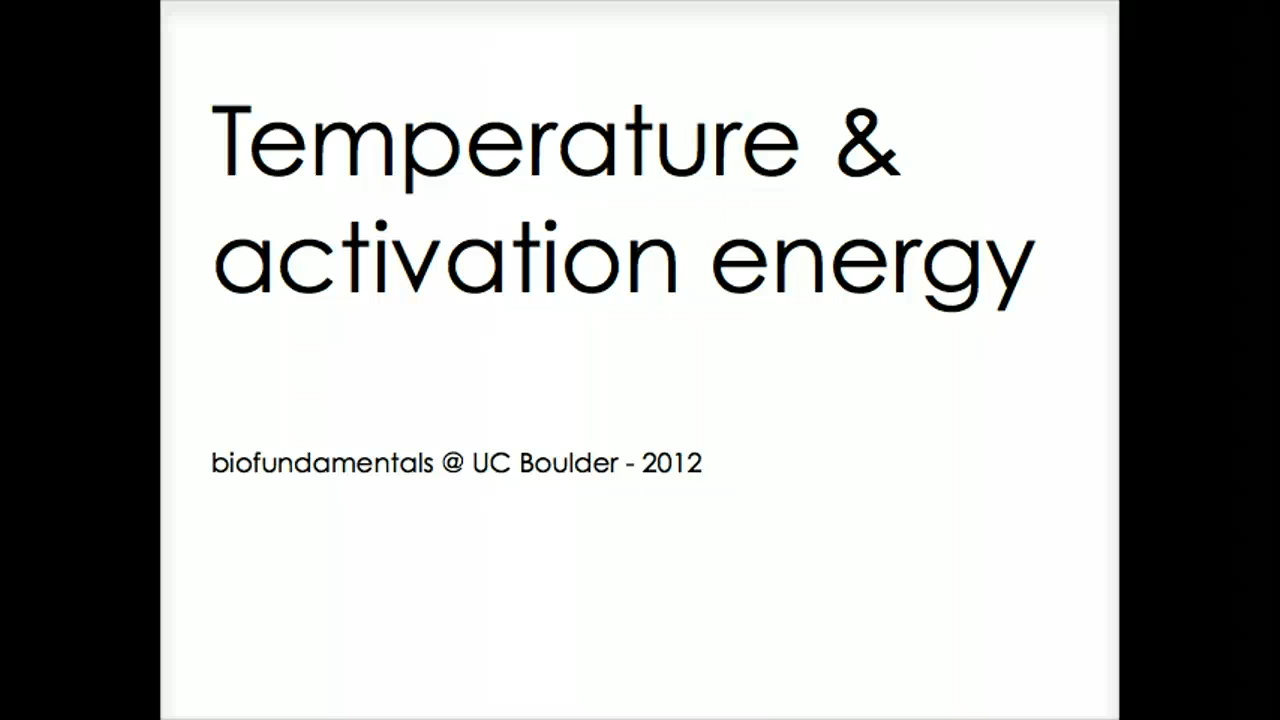 Temperature &
activation energy
biofundamentals @ UC Boulder - 2012